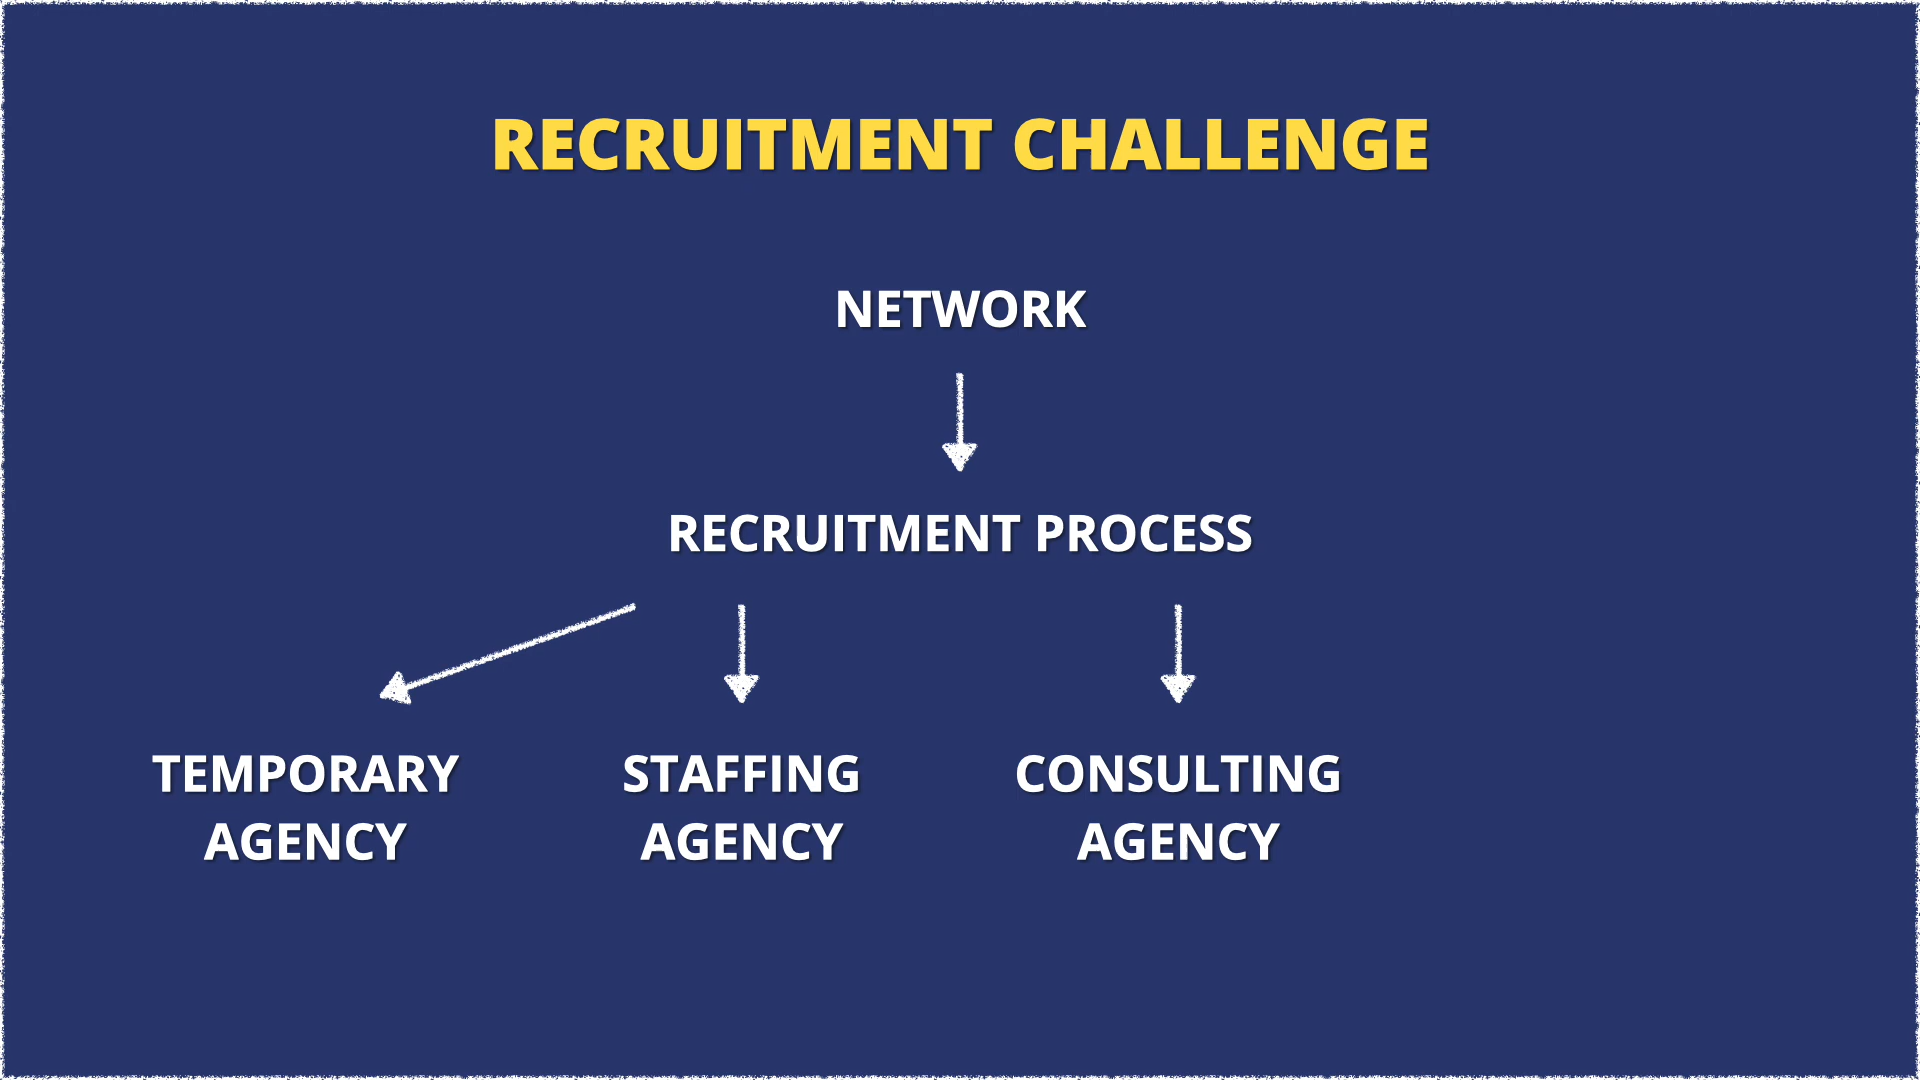 RECRUITMENT CHALLENGE
NETWORK
RECRUITMENT PROCESS
TEMPORARY
AGENCY
STAFFING
AGENCY
CONSULTING
AGENCY